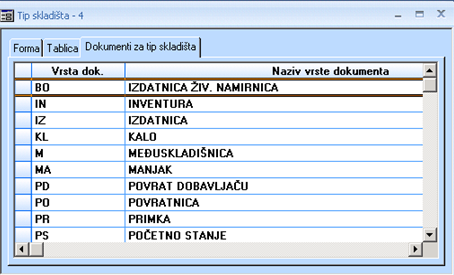 Tip skladišta - 4
Forma Tablica Dokumenti za tip skladišta
Vrsta dok. Naziv vrste dokumenta
BO IZDATNICA ŽIV. NAMIRNICA
IN INVENTURA
IZ IZDATNICA
KL KALO
M MEĐUSKLADIŠNICA
MA MANJAK
PD POVRAT DOBAVLJAČU
PO POVRATNICA
PR PRIMKA
PS POČETNO STANJE